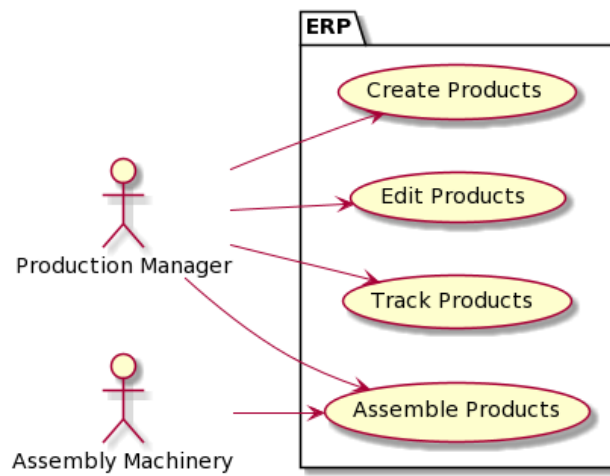 ERP
Create Products
Edit Products
Production Manager
Track Products
Assemble Products
Assembly Machinery